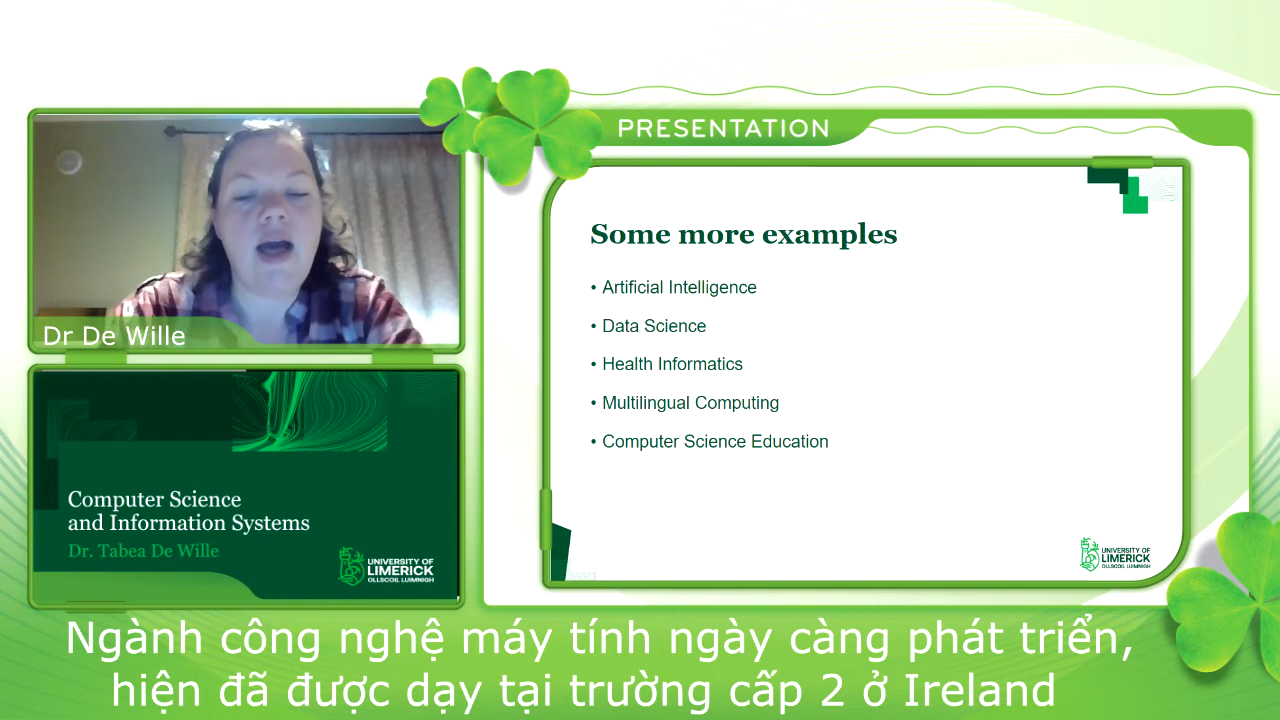 PRESENTATION
Dr De Wille
Some more examples
• Artificial Intelligence
• Data Science
• Health Informatics
• Multilingual Computing
• Computer Science Education
UNIVERSITY OF
LIMERICK
OLLSCOIL LUIMNIGH
Computer Science
and Information Systems
Dr. Tabea De Wille
UNIVERSITY OF
LIMERICK
OLLSCOIL LUIMNIGH
Ngành công nghệ máy tính ngày càng phát triển,
hiện đã được dạy tại trường cấp 2 ở Ireland